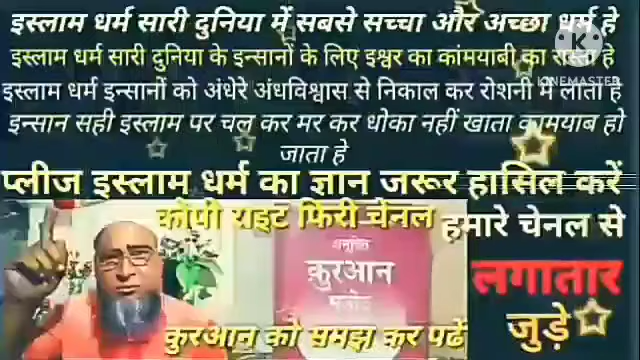 इस्लाम धर्म सारी दुनिया में सबसे सच्चा और अच्छा धर्म हे
इस्लाम धर्म सारी दुनिया के इन्सानों के लिए इश्वर का कांमयाबी का रास्ता हे
इस्लाम धर्म इन्सानों को अंधेरे अंधविश्वास से निकाल कर रोशनी में लाता हे
इन्सान सही इस्लाम पर चल कर मर कर धोका नहीं खाता कामयाब हो
जाता हे
KINEMASTER
प्लीज इस्लाम धर्म का ज्ञान जरूर हासिल करें
कोपी राइट फिरी चेनल
हमारे चेनल से
लगातार
जुड़े
क़ुरआन
कुरआन को समझ कर पढें